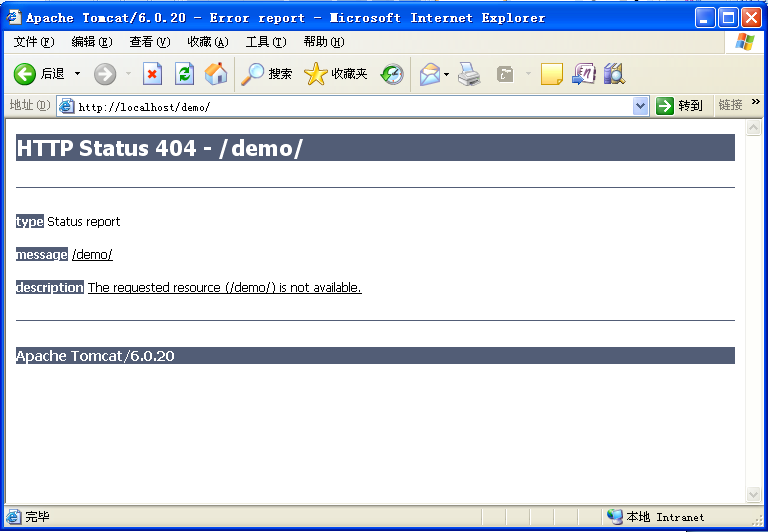 Apache Tomcat/6.0.20 - Error report - Microsoft Internet Explorer
文件(F) 编辑(E) 查看(V) 收藏(A) 工具(T) 帮助(H)
后退 搜索 收藏夹
地址(D) http://localhost/demo/ 转到 链接 »
HTTP Status 404 - /demo/
type Status report
message /demo/
description The requested resource (/demo/) is not available.
Apache Tomcat/6.0.20
完毕 本地 Intranet